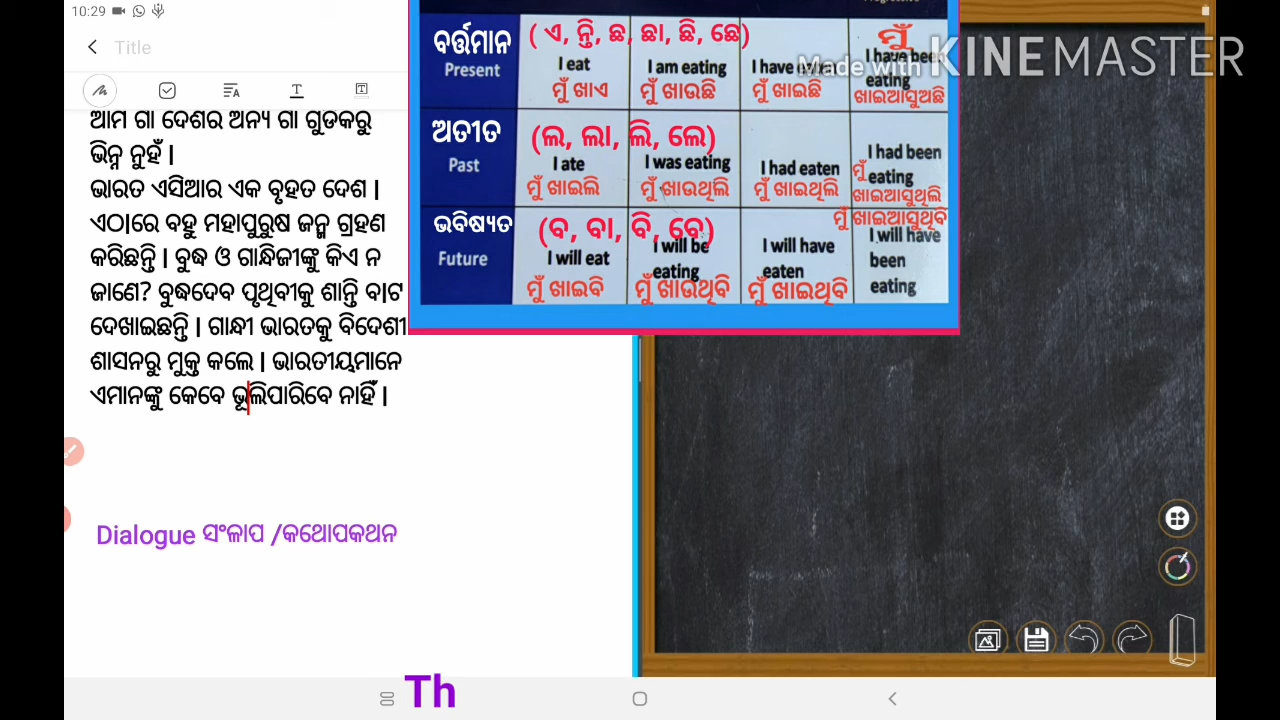 10:29
Title
ଆମ ଗାଁ ଦେଶର ଅନ୍ୟ ଗାଁ ଗୁଡିକରୁ
ଭିନ୍ନ ନୁହଁ |
ଭାରତ ଏସିଆର ଏକ ବୃହତ ଦେଶ |
ଏଠାରେ ବହୁ ମହାପୁରୁଷ ଜନ୍ମ ଗ୍ରହଣ
କରିଛନ୍ତି | ବୁଦ୍ଧ ଓ ଗାନ୍ଧିଜୀଙ୍କୁ କିଏ ନ
ଜାଣେ? ବୁଦ୍ଧଦେବ ପୃଥିବୀକୁ ଶାନ୍ତି ବାଟ
ଦେଖାଇଛନ୍ତି | ଗାନ୍ଧୀ ଭାରତକୁ ବିଦେଶୀ
ଶାସନରୁ ମୁକ୍ତ କଲେ | ଭାରତୀୟମାନେ
ଏମାନଙ୍କୁ କେବେ ଭୂଲିପାରିବେ ନାହିଁ |
Dialogue ସଂଳାପ /କଥୋପକଥନ
Th
Made with KINEMASTER
ବର୍ତ୍ତମାନ (ଏ, ନ୍ତି, ଛ, ଛା, ଛି, ଛେ) ମୁଁ
Present I eat I am eating I have I have been eating
ମୁଁ ଖାଏ ମୁଁ ଖାଉଛି ମୁଁ ଖାଇଛି ଖାଇଆସୁଅଛି
ଅତୀତ (ଲ, ଲା, ଲି, ଲେ)
Past I ate I was eating I had eaten I had been eating
ମୁଁ ଖାଇଲି ମୁଁ ଖାଉଥିଲି ମୁଁ ଖାଇଥିଲି ମୁଁ ଖାଇଆସୁଥିଲି
ଭବିଷ୍ୟତ (ବ, ବା, ବି, ବେ) ମୁଁ ଖାଇଆସୁଥିବି
Future I will eat I will be eating I will have eaten I will have been eating
ମୁଁ ଖାଇବି ମୁଁ ଖାଉଥିବି ମୁଁ ଖାଇଥିବି